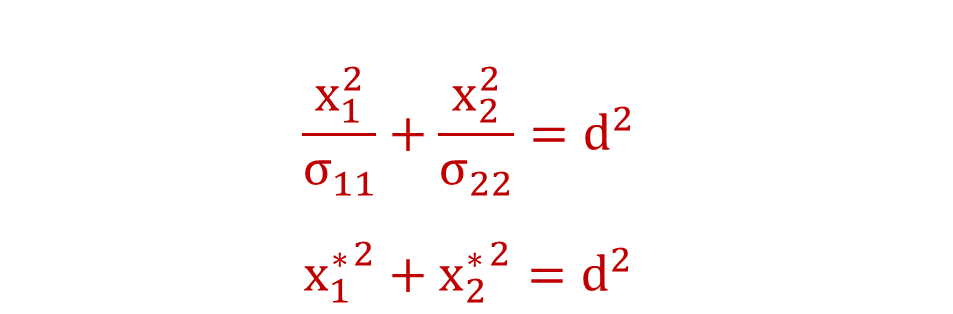 x₁²/σ₁₁ + x₂²/σ₂₂ = d²
x₁*² + x₂*² = d²